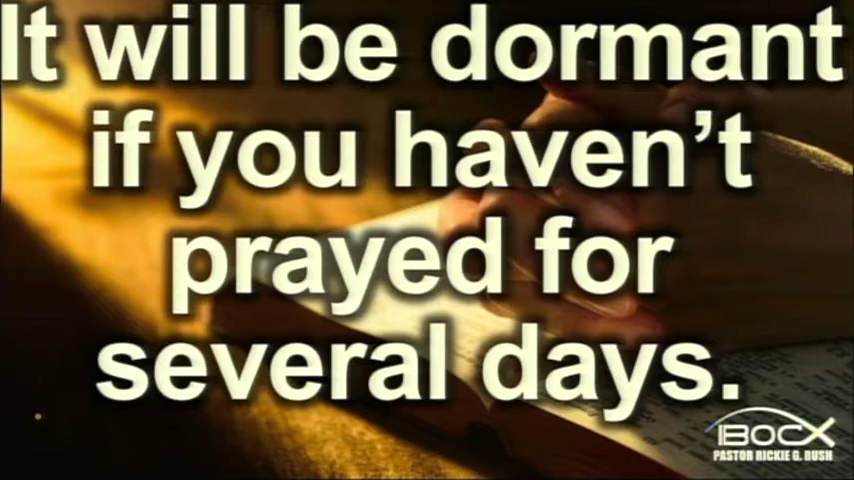 It will be dormant
if you haven’t
prayed for
several days.
IBOCX
PASTOR RICKIE G. RUSH